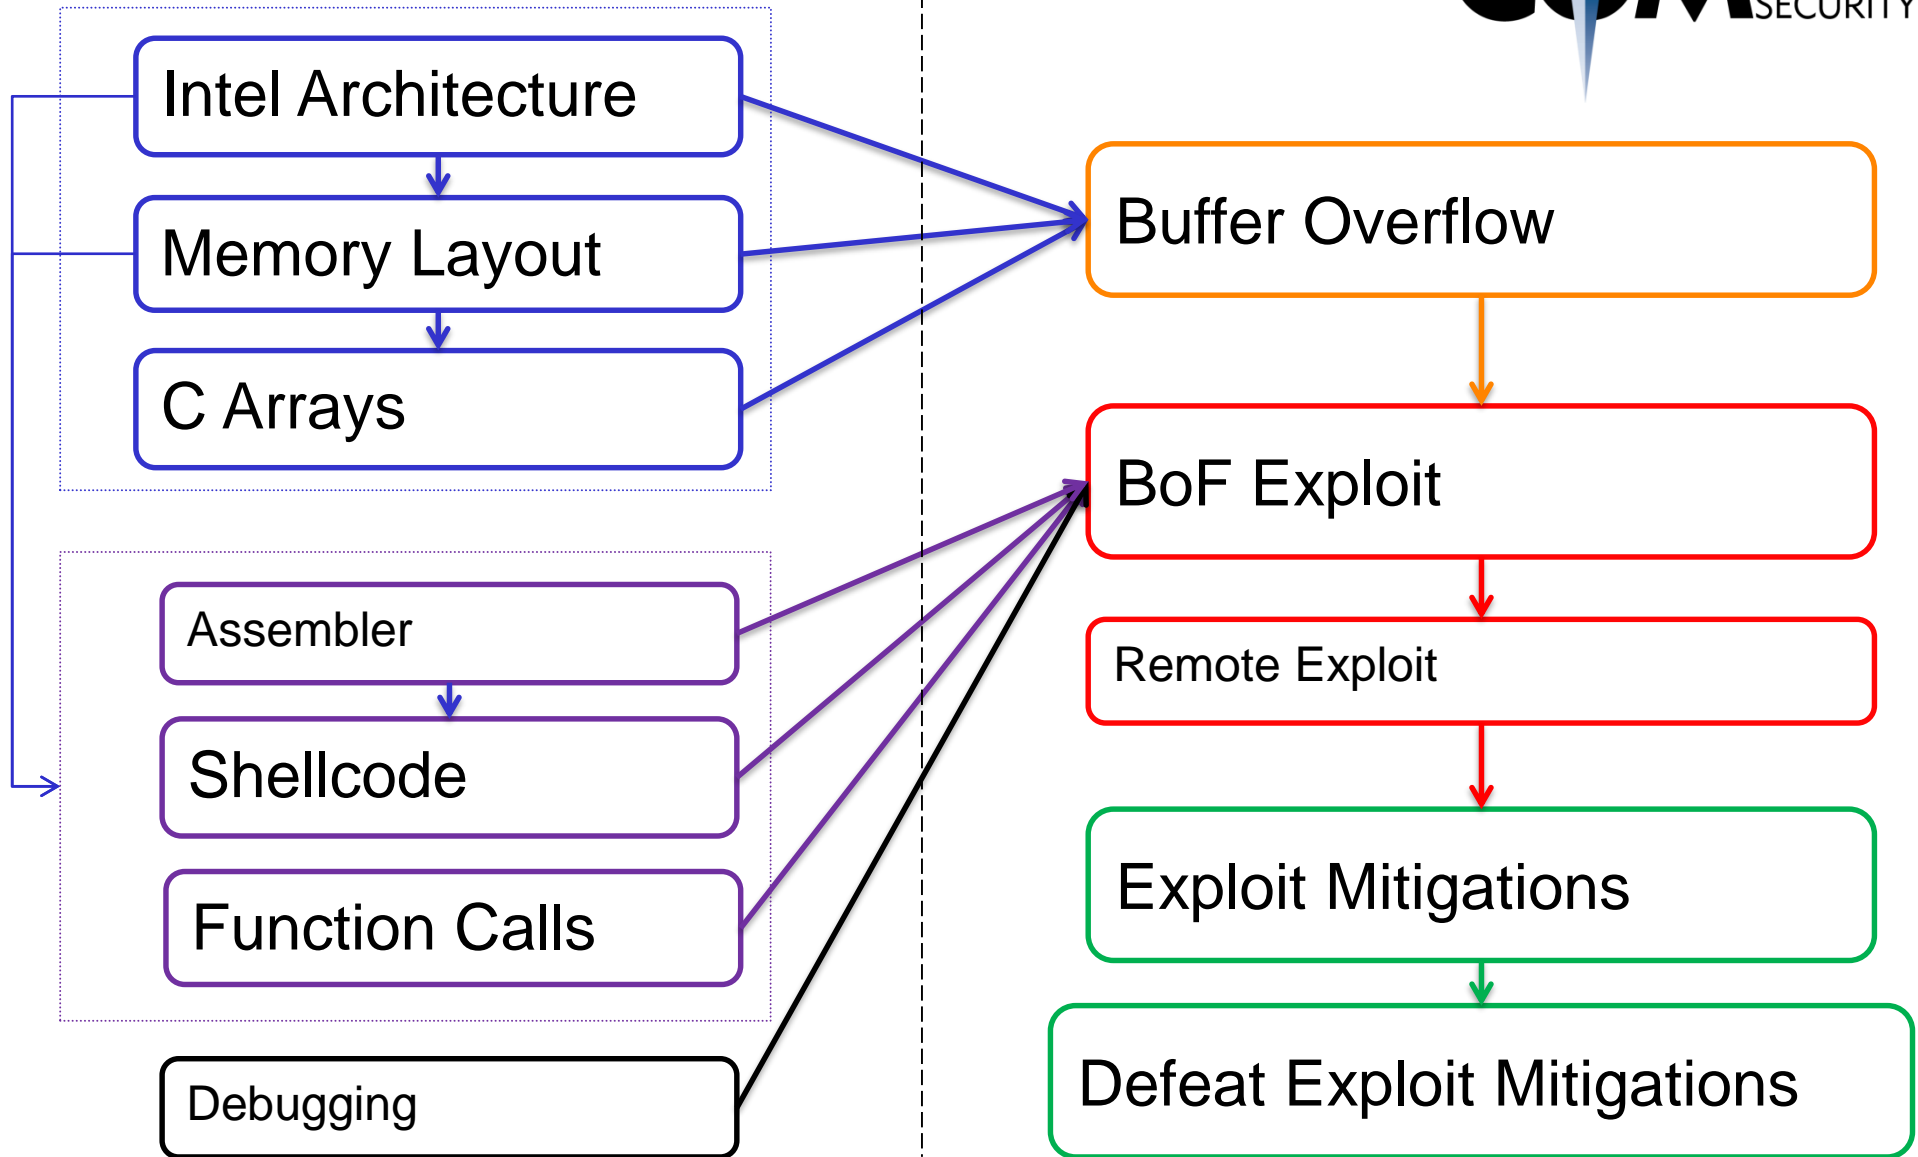 SECURITY
Intel Architecture
Memory Layout
C Arrays
Assembler
Shellcode
Function Calls
Debugging
Buffer Overflow
BoF Exploit
Remote Exploit
Exploit Mitigations
Defeat Exploit Mitigations